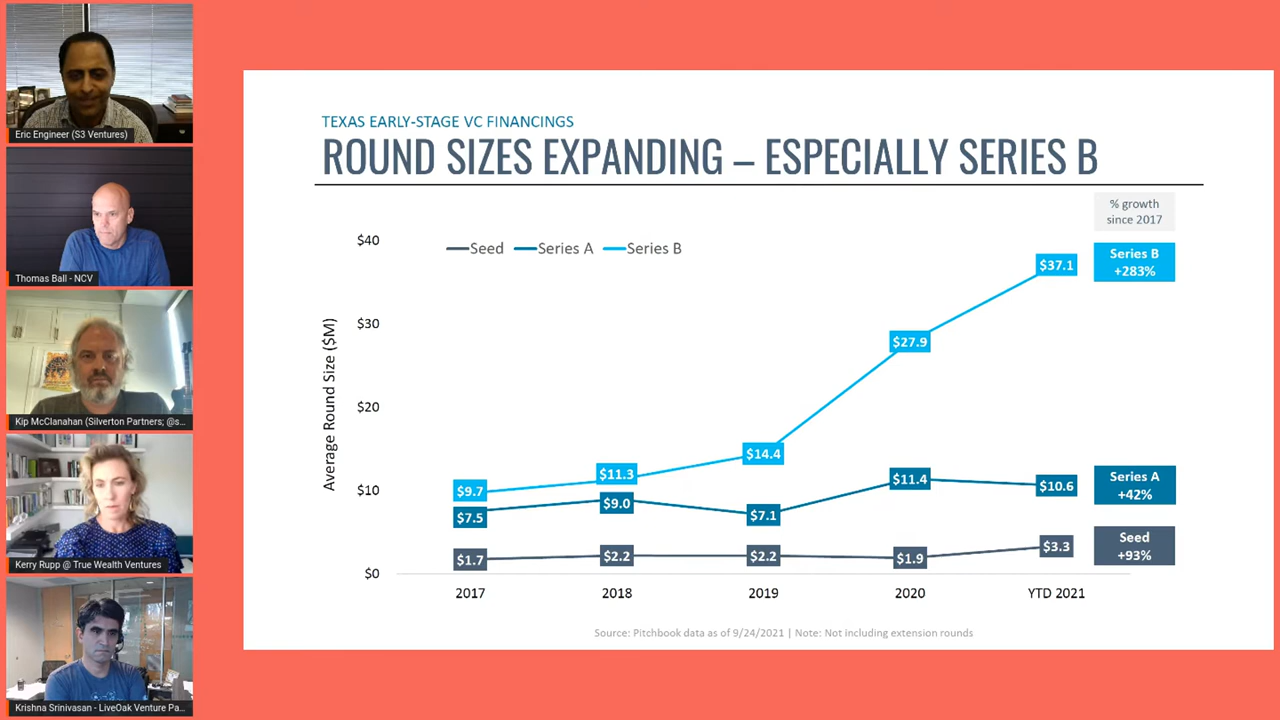 Eric Engineer (S3 Ventures)
Thomas Ball - NCV
Kip McClanahan (Silverton Partners; @s...
Kerry Rupp @ True Wealth Ventures
Krishna Srinivasan - LiveOak Venture Pa...
TEXAS EARLY-STAGE VC FINANCINGS
ROUND SIZES EXPANDING – ESPECIALLY SERIES B
% growth
since 2017
Seed Series A Series B
Average Round Size ($M)
$40
$30
$20
$10
$0
$9.7 $11.3 $14.4 $27.9 $37.1
Series B
+283%
$7.5 $9.0 $7.1 $11.4 $10.6
Series A
+42%
$1.7 $2.2 $2.2 $1.9 $3.3
Seed
+93%
2017 2018 2019 2020 YTD 2021
Source: Pitchbook data as of 9/24/2021 | Note: Not including extension rounds